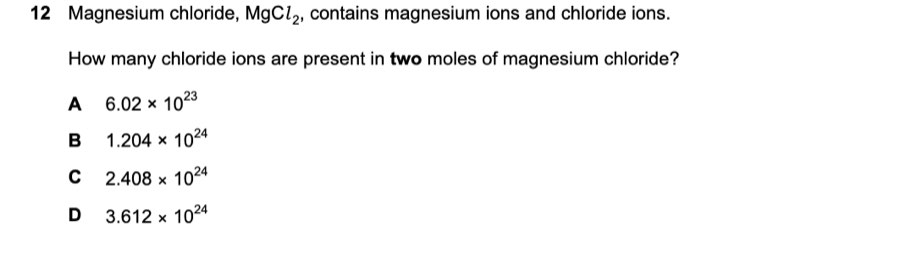 12 Magnesium chloride, MgCl₂, contains magnesium ions and chloride ions.
How many chloride ions are present in two moles of magnesium chloride?
A 6.02 × 10²³
B 1.204 × 10²⁴
C 2.408 × 10²⁴
D 3.612 × 10²⁴